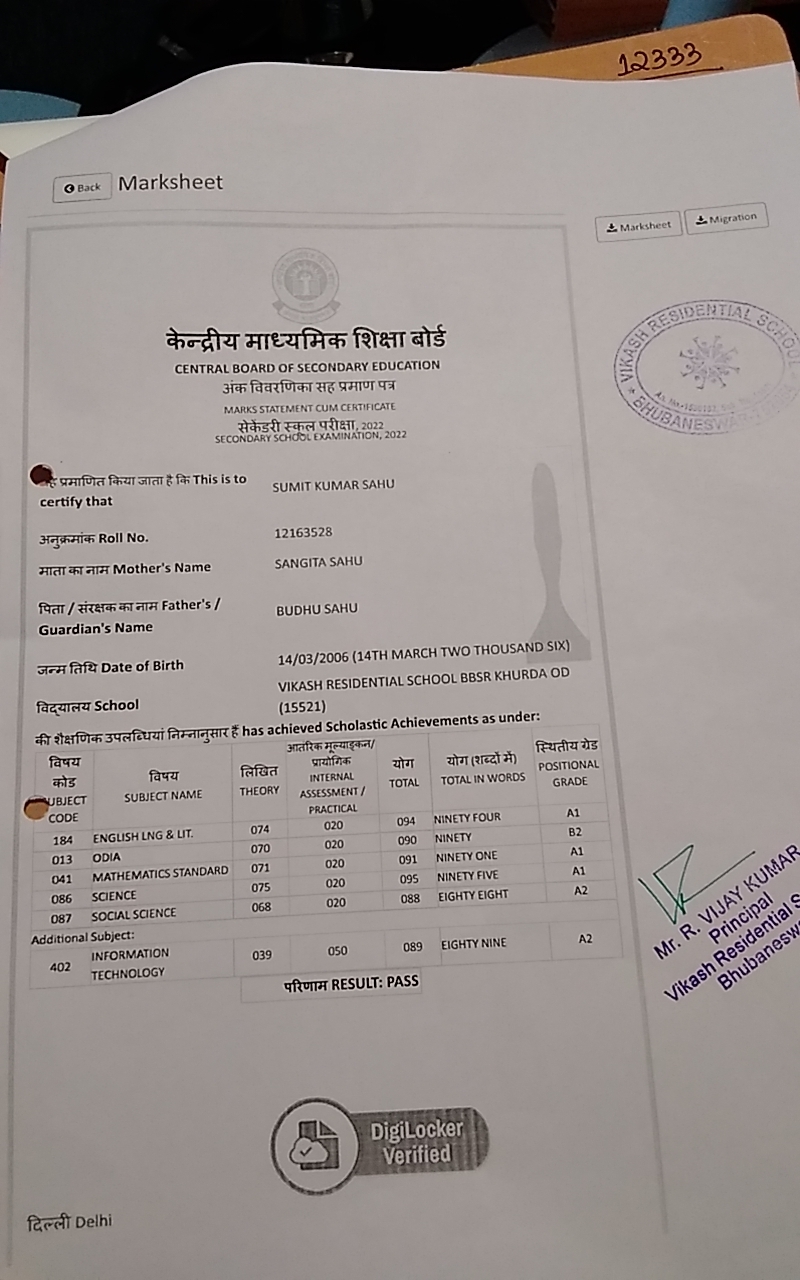 12333
Back Marksheet
Marksheet Migration
VIKASH RESIDENTIAL SCHOOL
BHUBANESWAR
केन्द्रीय माध्यमिक शिक्षा बोर्ड
CENTRAL BOARD OF SECONDARY EDUCATION
अंक विवरणिका सह प्रमाण पत्र
MARKS STATEMENT CUM CERTIFICATE
सेकेंडरी स्कूल परीक्षा, 2022
SECONDARY SCHOOL EXAMINATION, 2022
प्रमाणित किया जाता है कि This is to
certify that SUMIT KUMAR SAHU
अनुक्रमांक Roll No. 12163528
माता का नाम Mother's Name SANGITA SAHU
पिता / संरक्षक का नाम Father's /
Guardian's Name BUDHU SAHU
जन्म तिथि Date of Birth 14/03/2006 (14TH MARCH TWO THOUSAND SIX)
विद्यालय School VIKASH RESIDENTIAL SCHOOL BBSR KHURDA OD
(15521)
की शैक्षणिक उपलब्धियां निम्नानुसार हैं has achieved Scholastic Achievements as under:
विषय कोड UBJECT CODE विषय SUBJECT NAME लिखित THEORY आतंरिक मूल्याङ्कन/ प्रायोगिक INTERNAL ASSESSMENT / PRACTICAL योग TOTAL योग (शब्दों में) TOTAL IN WORDS स्थितीय ग्रेड POSITIONAL GRADE
184 ENGLISH LNG & LIT. 074 020 094 NINETY FOUR A1
013 ODIA 070 020 090 NINETY B2
041 MATHEMATICS STANDARD 071 020 091 NINETY ONE A1
086 SCIENCE 075 020 095 NINETY FIVE A1
087 SOCIAL SCIENCE 068 020 088 EIGHTY EIGHT A2
Additional Subject:
402 INFORMATION TECHNOLOGY 039 050 089 EIGHTY NINE A2
परिणाम RESULT: PASS
Mr. R. VIJAY KUMAR
Principal
Vikash Residential S
Bhubanesw
DigiLocker
Verified
दिल्ली Delhi